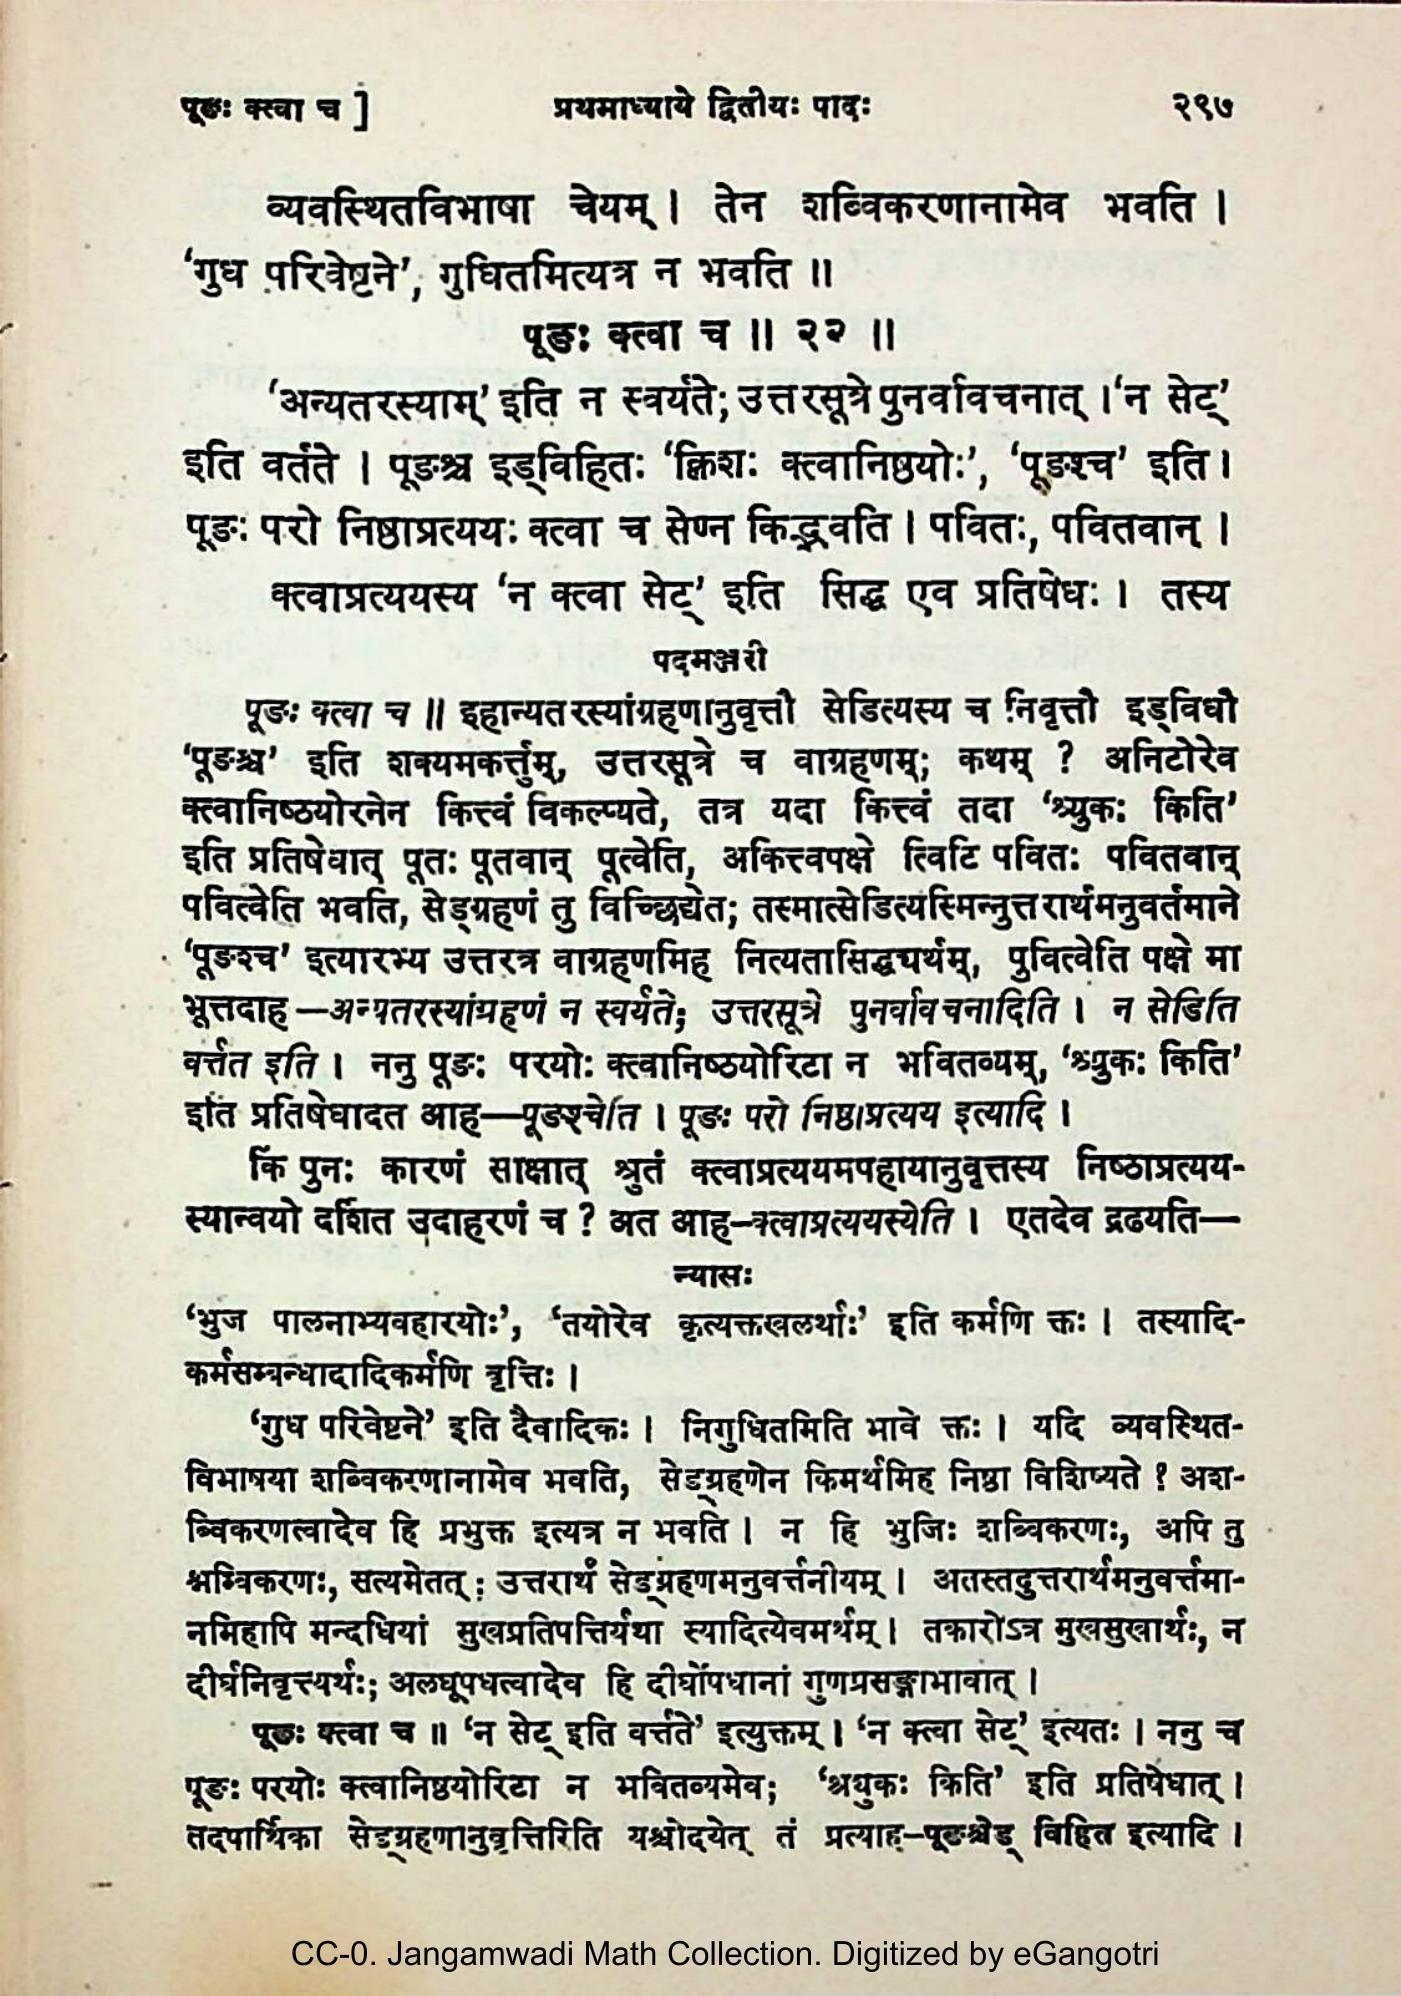 पूङः क्त्वा च ] प्रथमाध्याये द्वितीयः पादः २९७
व्यवस्थितविभाषा चेयम् । तेन शब्विकरणानामेव भवति ।
‘गुध परिवेष्टने’, गुधितमित्यत्र न भवति ॥
पूङः क्त्वा च ॥ २२ ॥
‘अन्यतरस्याम्’ इति न स्वर्यते; उत्तरसूत्रे पुनर्वावचनात् । ‘न सेट्’
इति वर्तते । पूङश्च इड्विहितः ‘क्लिशः क्त्वानिष्ठयोः’, ‘पूङश्च’ इति ।
पूङः परो निष्ठाप्रत्ययः क्त्वा च सेण्न किद्भवति । पवितः, पवितवान् ।
क्त्वाप्रत्ययस्य ‘न क्त्वा सेट्’ इति सिद्ध एव प्रतिषेधः । तस्य
पदमञ्जरी
पूङः क्त्वा च ॥ इहान्यतरस्यांग्रहणानुवृत्तौ सेडित्यस्य च निवृत्तौ इड्विधौ
‘पूङश्च’ इति शक्यमकर्त्तुम्, उत्तरसूत्रे च वाग्रहणम्; कथम् ? अनिटोरेव
क्त्वानिष्ठयोरनेन कित्त्वं विकल्प्यते, तत्र यदा कित्त्वं तदा ‘श्र्युकः किति’
इति प्रतिषेधात् पूतः पूतवान् पूत्वेति, अकित्त्वपक्षे त्विटि पवितः पवितवान्
पवित्वेति भवति, सेड्ग्रहणं तु विच्छिद्येत; तस्मात्सेडित्यस्मिन्नुत्तरार्थमनुवर्तमाने
‘पूङश्च’ इत्यारभ्य उत्तरत्र वाग्रहणमिह नित्यतासिद्ध्यर्थम्, पुवित्वेति पक्षे मा
भूत्तदाह—अन्यतरस्यांग्रहणं न स्वर्यते; उत्तरसूत्रे पुनर्वावचनादिति । न सेडिति
वर्त्तत इति । ननु पूङः परयोः क्त्वानिष्ठयोरिटा न भवितव्यम्, ‘श्र्युकः किति’
इति प्रतिषेधादत आह—पूङश्चेति । पूङः परो निष्ठाप्रत्यय इत्यादि ।
किं पुनः कारणं साक्षात् श्रुतं क्त्वाप्रत्ययमपहायानुवृत्तस्य निष्ठाप्रत्यय-
स्यान्वयो दर्शित उदाहरणं च ? अत आह—क्त्वाप्रत्ययस्येति । एतदेव द्रढयति—
न्यासः
‘भुज पालनाभ्यवहारयोः’, ‘तयोरेव कृत्यक्तखलर्थाः’ इति कर्मणि क्तः । तस्यादि-
कर्मसम्बन्धादादिकर्मणि वृत्तिः ।
‘गुध परिवेष्टने’ इति दैवादिकः । निगुधितमिति भावे क्तः । यदि व्यवस्थित-
विभाषया शब्विकरणानामेव भवति, सेड्ग्रहणेन किमर्थमिह निष्ठा विशिष्यते ? अश-
ब्विकरणत्वादेव हि प्रभुक्त इत्यत्र न भवति । न हि भुजिः शब्विकरणः, अपि तु
श्नम्विकरणः, सत्यमेतत् ; उत्तरार्थं सेड्ग्रहणमनुवर्त्तनीयम् । अतस्तदुत्तरार्थमनुवर्त्तमा-
नमिहापि मन्दधियां सुखप्रतिपत्तिर्यथा स्यादित्येवमर्थम् । तकारोऽत्र मुखसुखार्थः, न
दीर्घनिवृत्त्यर्थः; अलघूपधत्वादेव हि दीर्घोपधानां गुणप्रसङ्गाभावात् ।
पूङः क्त्वा च ॥ ‘न सेट् इति वर्त्तते’ इत्युक्तम् । ‘न क्त्वा सेट्’ इत्यतः । ननु च
पूङः परयोः क्त्वानिष्ठयोरिटा न भवितव्यमेव; ‘श्र्युकः किति’ इति प्रतिषेधात् ।
तदपार्थिका सेड्ग्रहणानुवृत्तिरिति यश्चोदयेत् तं प्रत्याह—पूङश्चेड् विहित इत्यादि ।
CC-0. Jangamwadi Math Collection. Digitized by eGangotri